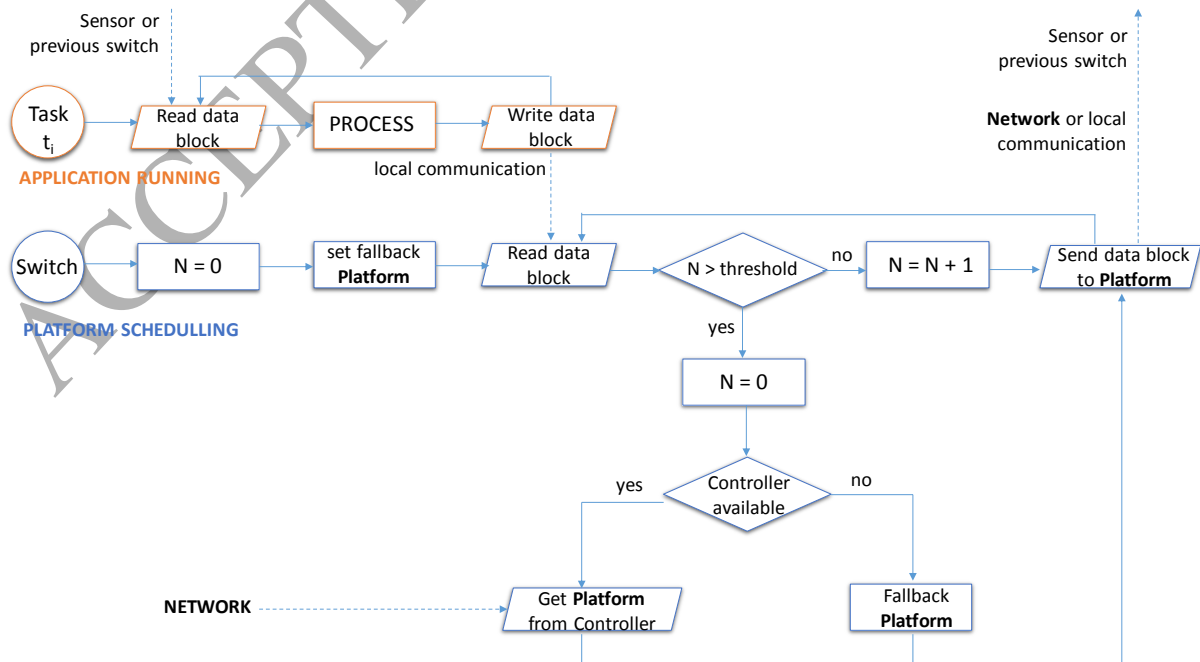 Sensor or
previous switch
Sensor or
previous switch
Task
tᵢ
Read data
block
PROCESS
Write data
block
Network or local
communication
local communication
APPLICATION RUNNING
Switch
N = 0
set fallback
Platform
Read data
block
N > threshold
no
N = N + 1
Send data block
to Platform
PLATFORM SCHEDULLING
yes
N = 0
yes
Controller
available
no
NETWORK
Get Platform
from Controller
Fallback
Platform